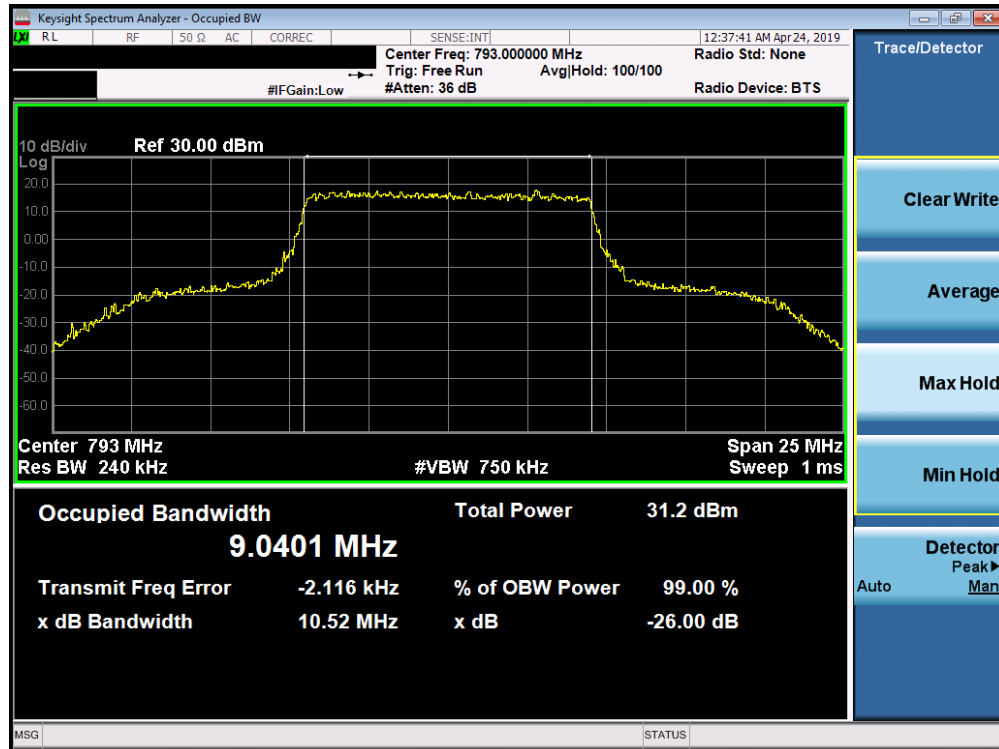 Keysight Spectrum Analyzer - Occupied BW
LXI RL RF 50 Ω AC CORREC SENSE:INT 12:37:41 AM Apr 24, 2019
Center Freq: 793.000000 MHz Radio Std: None
Trig: Free Run Avg|Hold: 100/100
#IFGain:Low #Atten: 36 dB Radio Device: BTS
10 dB/div Ref 30.00 dBm
Log
20.0
10.0
0.00
-10.0
-20.0
-30.0
-40.0
-50.0
-60.0
Center 793 MHz Span 25 MHz
Res BW 240 kHz #VBW 750 kHz Sweep 1 ms
Occupied Bandwidth Total Power 31.2 dBm
9.0401 MHz
Transmit Freq Error -2.116 kHz % of OBW Power 99.00 %
x dB Bandwidth 10.52 MHz x dB -26.00 dB
MSG STATUS
Trace/Detector
Clear Write
Average
Max Hold
Min Hold
Detector
Peak▶
Auto Man